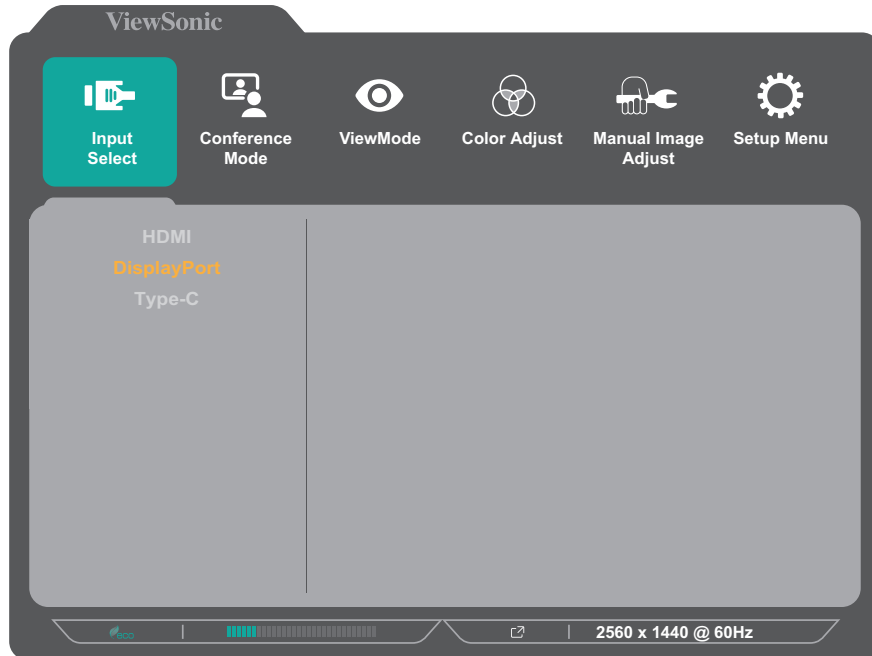 ViewSonic
Input Select
Conference Mode
ViewMode
Color Adjust
Manual Image Adjust
Setup Menu
HDMI
DisplayPort
Type-C
eco
2560 x 1440 @ 60Hz